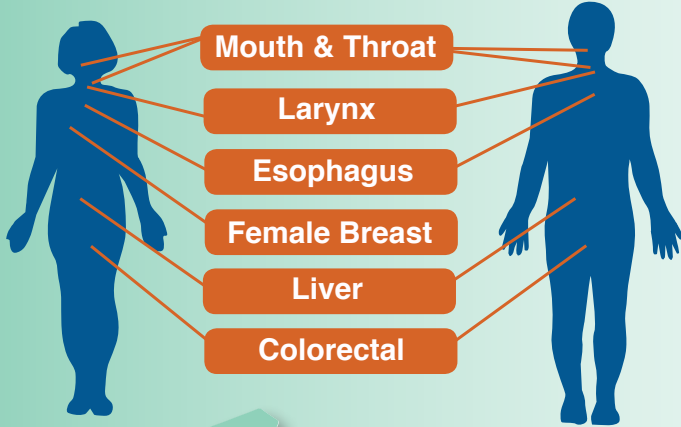 Mouth & Throat
Larynx
Esophagus
Female Breast
Liver
Colorectal